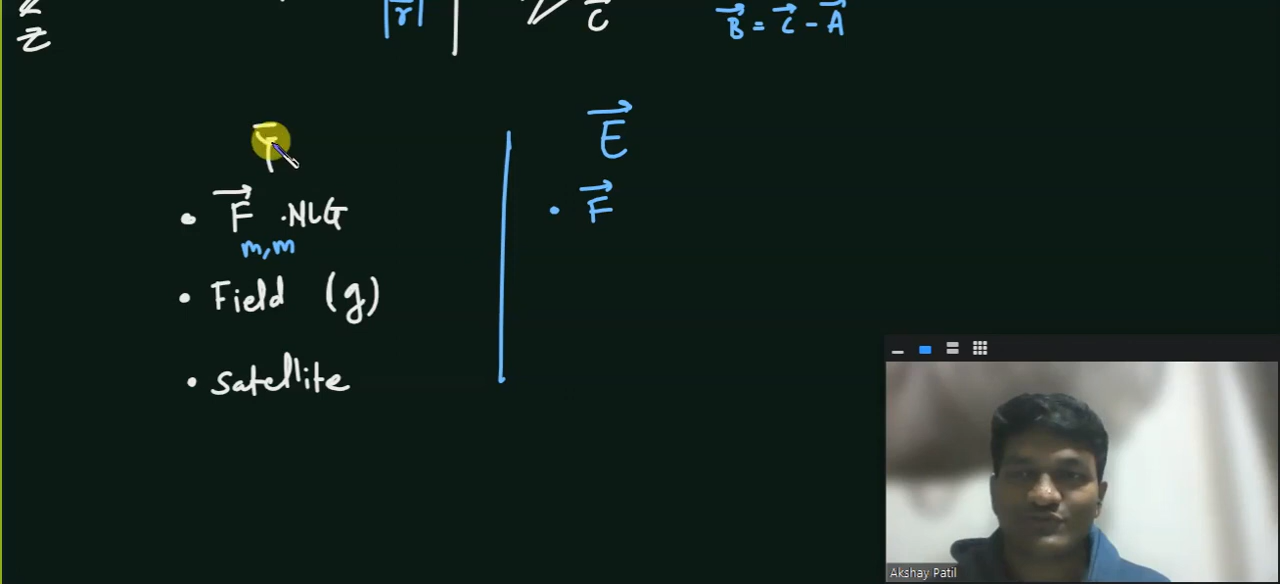 |r⃗|
C⃗
B⃗ = C⃗ - A⃗
z
E⃗
• F⃗ .NLG
m,m
• F⃗
• Field (g)
• Satellite
Akshay Patil